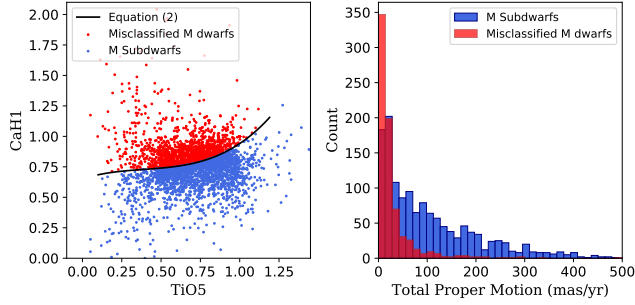 Equation (2)
Misclassified M dwarfs
M Subdwarfs
2.00
1.75
1.50
1.25
1.00
0.75
0.50
0.25
0.00
CaH1
0.00 0.25 0.50 0.75 1.00 1.25
TiO5
M Subdwarfs
Misclassified M dwarfs
350
300
250
200
150
100
50
0
Count
0 100 200 300 400 500
Total Proper Motion (mas/yr)